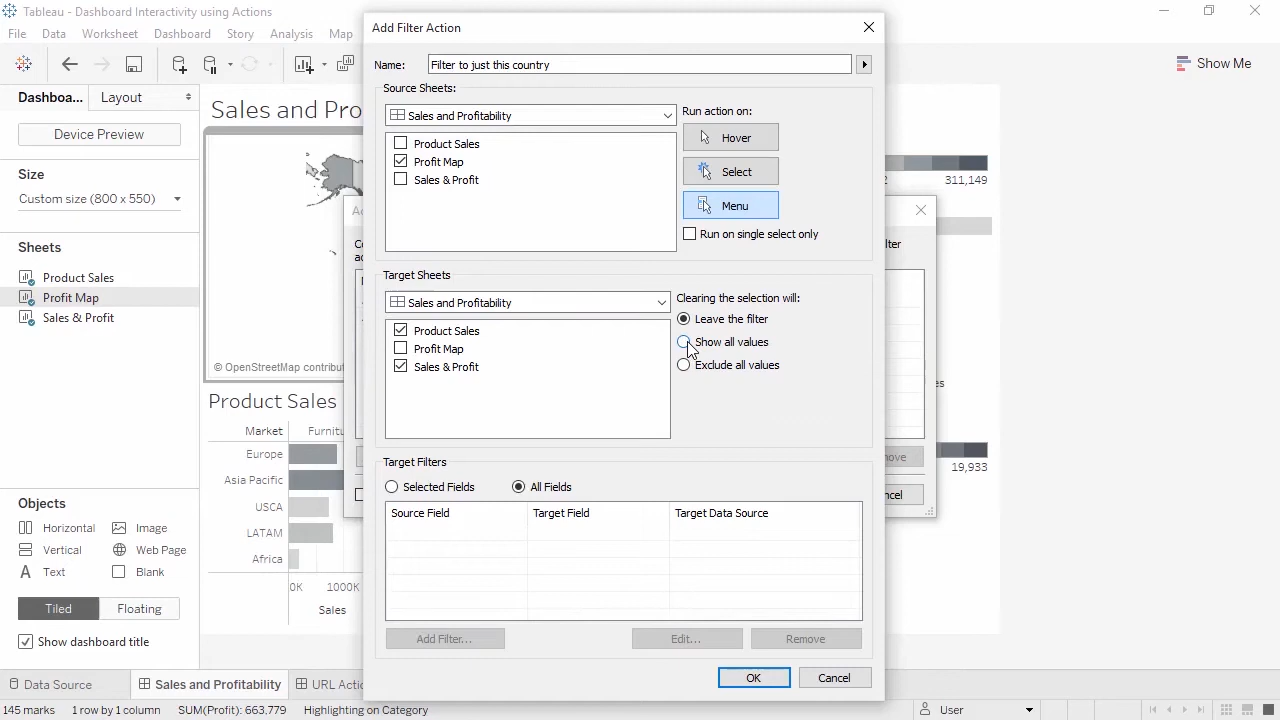 Tableau - Dashboard Interactivity using Actions
File Data Worksheet Dashboard Story Analysis Map
Show Me
Dashboa... Layout
Device Preview
Size
Custom size (800 x 550)
Sheets
Product Sales
Profit Map
Sales & Profit
Objects
Horizontal Image
Vertical Web Page
Text Blank
Tiled Floating
Show dashboard title
Sales and Pro
© OpenStreetMap contribut
Product Sales
Market Furnitu
Europe
Asia Pacific
USCA
LATAM
Africa
0K 1000K
Sales
311,149
19,933
Add Filter Action
Name: Filter to just this country
Source Sheets:
Sales and Profitability
Product Sales
Profit Map
Sales & Profit
Run action on:
Hover
Select
Menu
Run on single select only
Target Sheets
Sales and Profitability
Product Sales
Profit Map
Sales & Profit
Clearing the selection will:
Leave the filter
Show all values
Exclude all values
Target Filters
Selected Fields All Fields
Source Field Target Field Target Data Source
Add Filter... Edit... Remove
OK Cancel
Data Source Sales and Profitability URL Actio
145 marks 1 row by 1 column SUM(Profit): 663,779 Highlighting on Category User